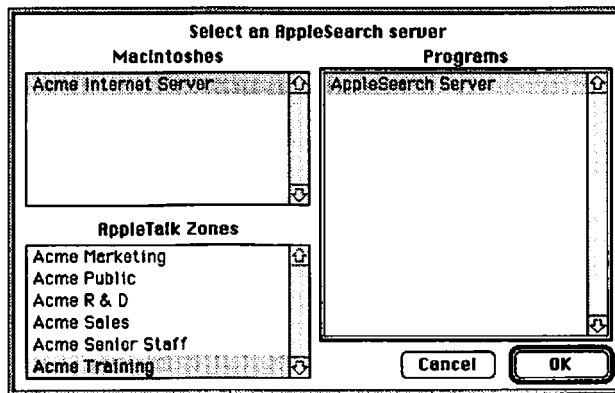 Select an AppleSearch server
Macintoshes
Acme Internet Server
Programs
AppleSearch Server
AppleTalk Zones
Acme Marketing
Acme Public
Acme R & D
Acme Sales
Acme Senior Staff
Acme Training
Cancel
OK